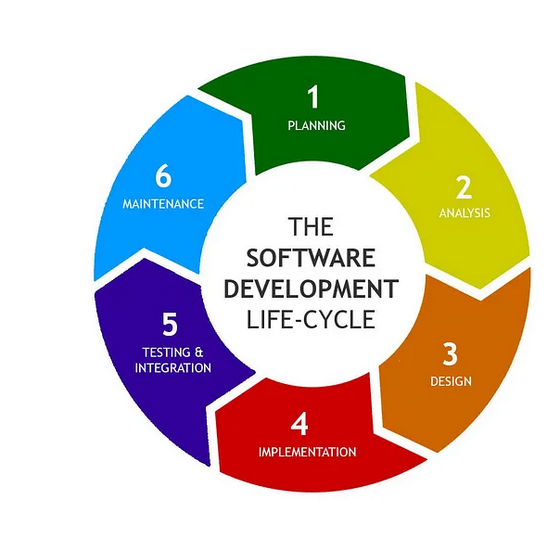 THE
SOFTWARE
DEVELOPMENT
LIFE-CYCLE
1
PLANNING
2
ANALYSIS
3
DESIGN
4
IMPLEMENTATION
5
TESTING &
INTEGRATION
6
MAINTENANCE